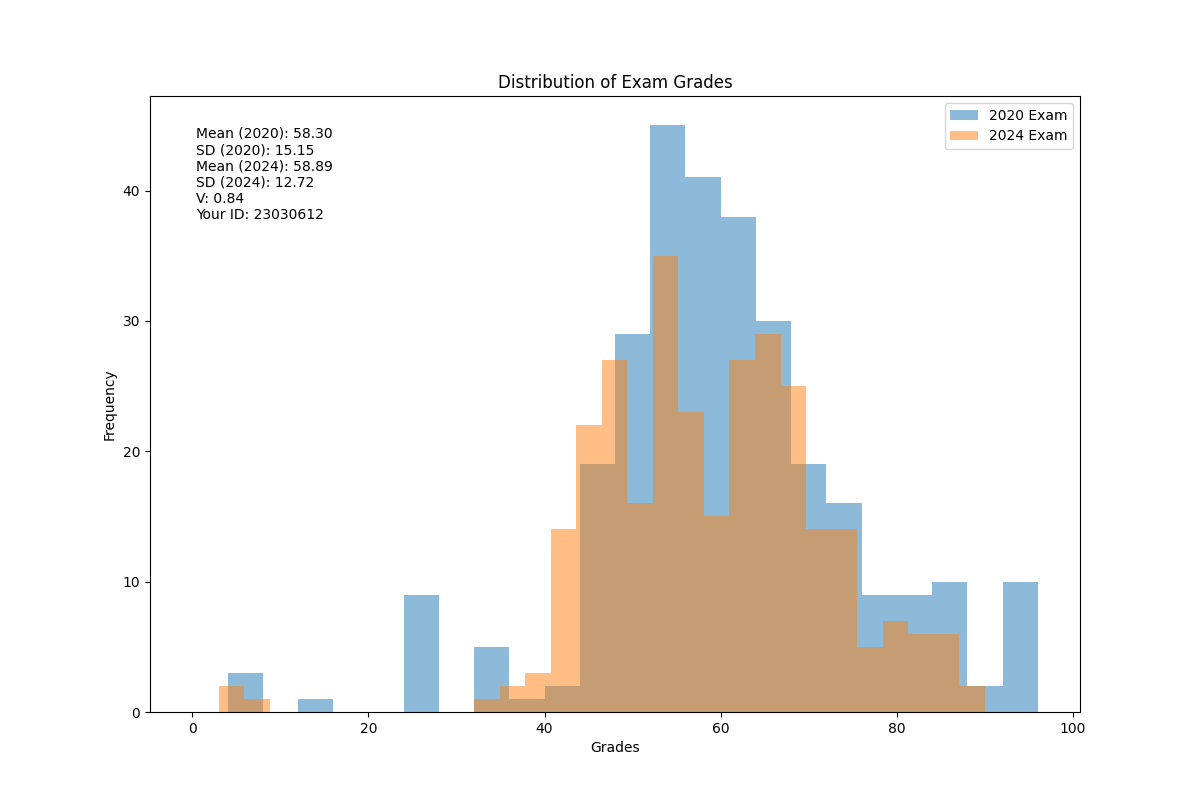 Distribution of Exam Grades
Mean (2020): 58.30
SD (2020): 15.15
Mean (2024): 58.89
SD (2024): 12.72
V: 0.84
Your ID: 23030612
2020 Exam
2024 Exam
40
30
20
10
0
Frequency
0 20 40 60 80 100
Grades